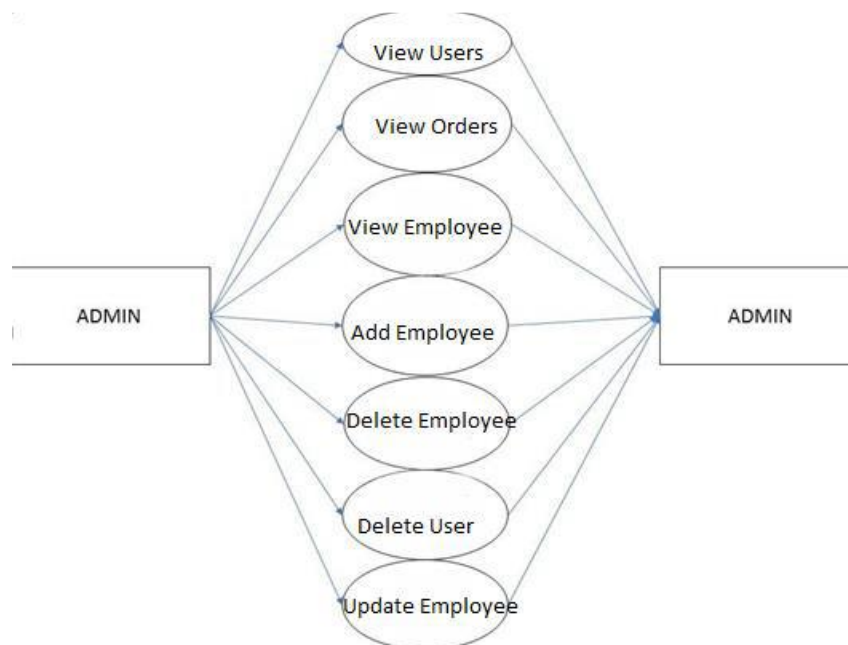 View Users
View Orders
View Employee
ADMIN
ADMIN
Add Employee
Delete Employee
Delete User
Update Employee